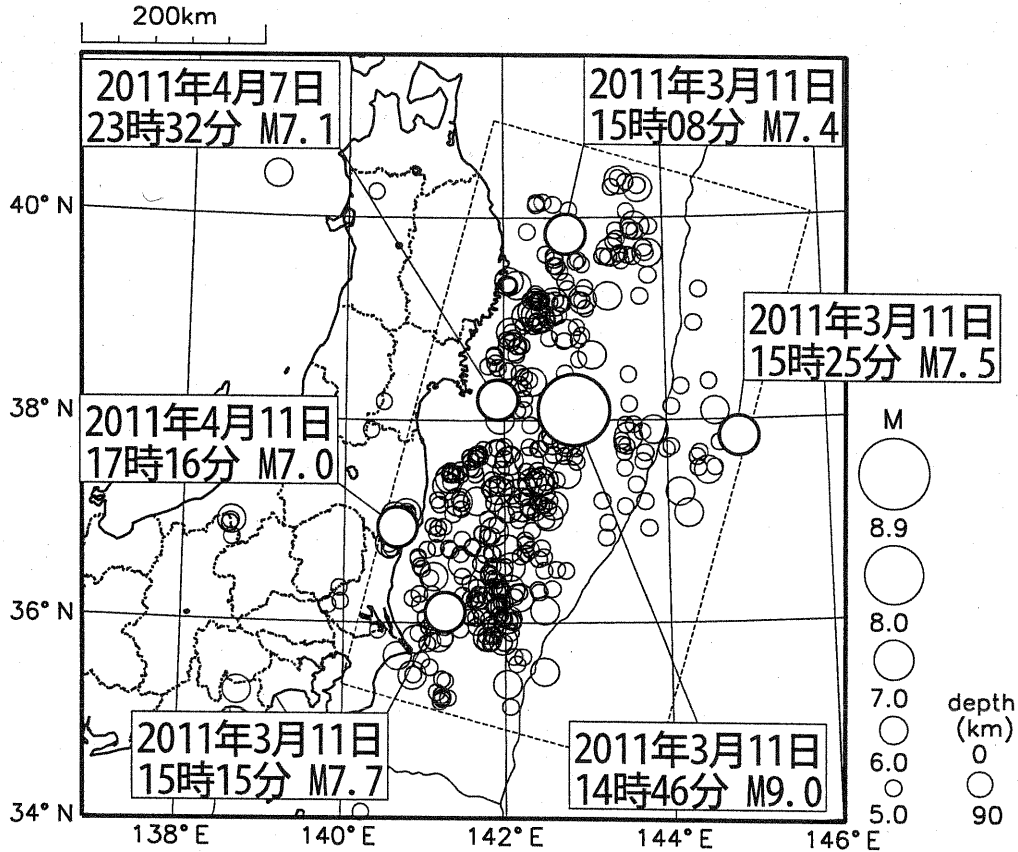 200km
2011年4月7日
23時32分 M7.1
2011年3月11日
15時08分 M7.4
40° N
2011年3月11日
15時25分 M7.5
38° N
2011年4月11日
17時16分 M7.0
M
8.9
36° N
8.0
7.0
6.0
5.0
depth
(km)
0
90
2011年3月11日
15時15分 M7.7
2011年3月11日
14時46分 M9.0
34° N
138° E
140° E
142° E
144° E
146° E